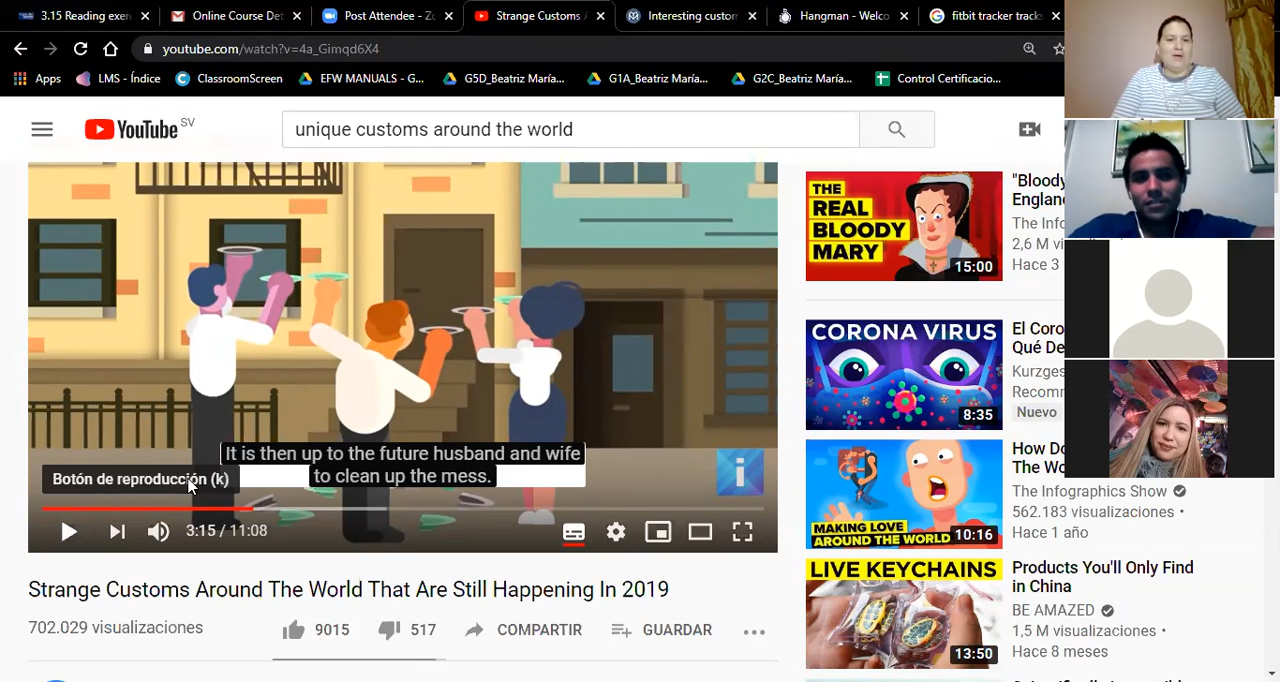 3.15 Reading exer
Online Course Det
Post Attendee - Zo
Strange Customs A
Interesting custom
Hangman - Welco
fitbit tracker track
youtube.com/watch?v=4a_Gimqd6X4
Apps
LMS - Índice
ClassroomScreen
EFW MANUALS - G...
G5D_Beatriz María...
G1A_Beatriz María...
G2C_Beatriz María...
Control Certificacio...
YouTube SV
unique customs around the world
It is then up to the future husband and wife
to clean up the mess.
Botón de reproducción (k)
i
3:15 / 11:08
Strange Customs Around The World That Are Still Happening In 2019
702.029 visualizaciones
9015
517
COMPARTIR
GUARDAR
THE
REAL
BLOODY
MARY
15:00
"Bloody
Englan
The Info
2,6 M vi
Hace 3
CORONA VIRUS
8:35
El Coro
Qué De
Kurzges
Recom
Nuevo
MAKING LOVE
AROUND THE WORLD
10:16
How Do
The Wo
The Infographics Show
562.183 visualizaciones •
Hace 1 año
LIVE KEYCHAINS
13:50
Products You'll Only Find
in China
BE AMAZED
1,5 M visualizaciones •
Hace 8 meses